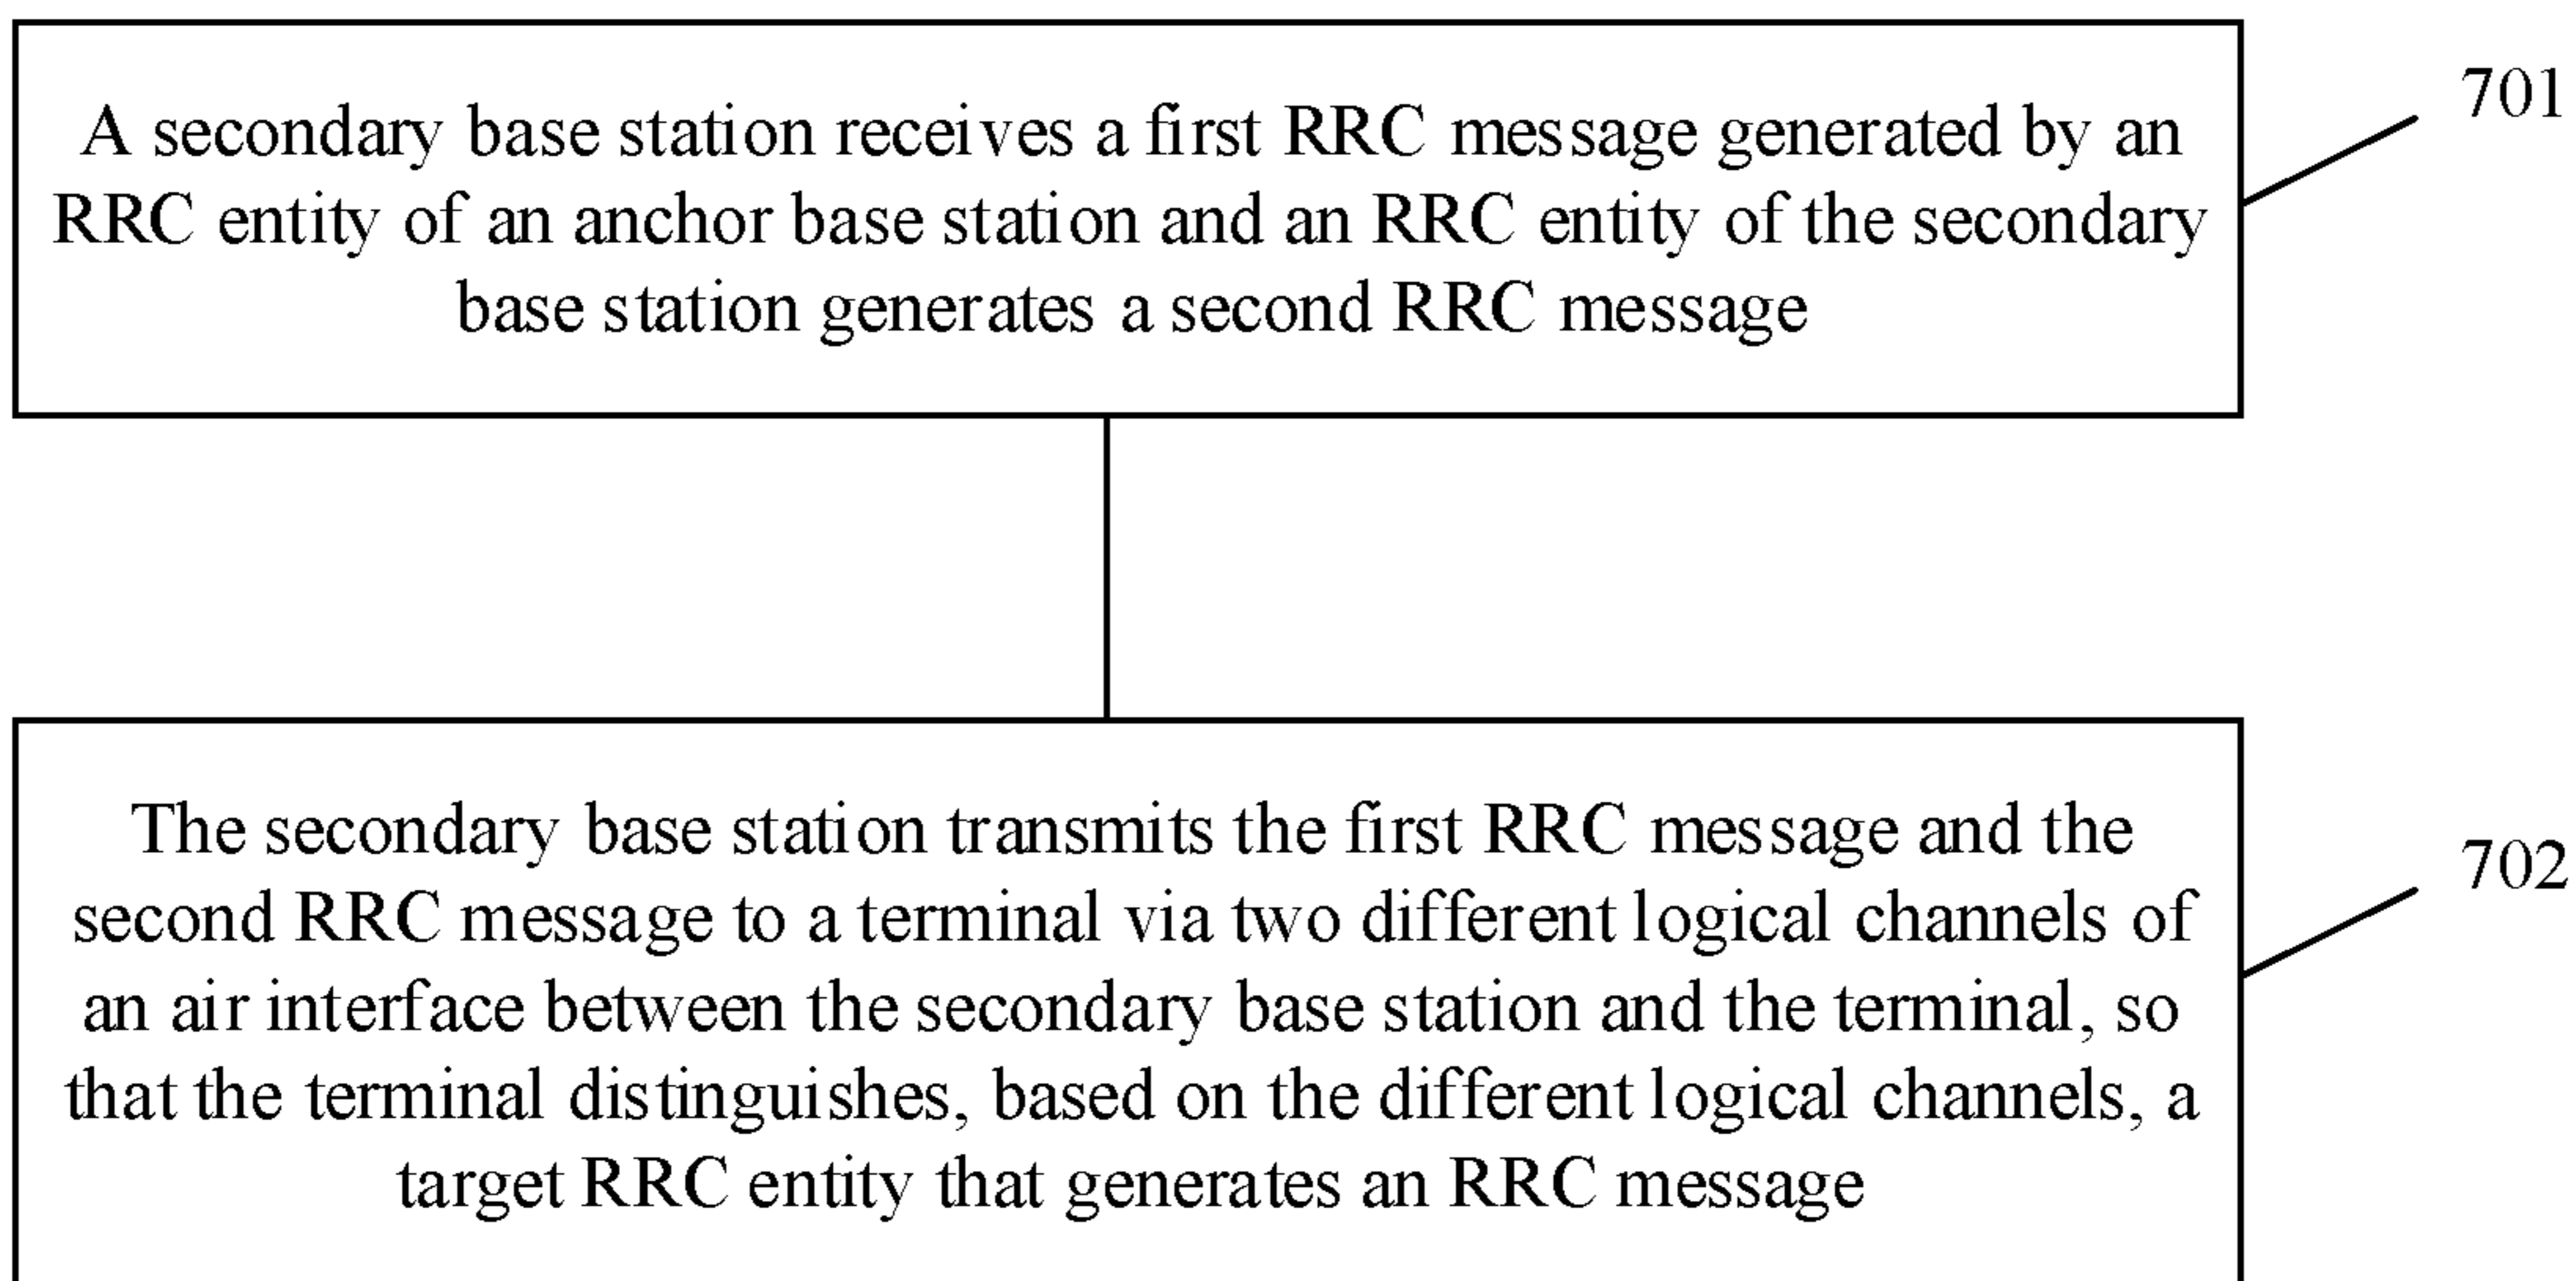 A secondary base station receives a first RRC message generated by an
701
RRC entity of an anchor base station and an RRC entity of the secondary
base station generates a second RRC message
The secondary base station transmits the first RRC message and the
702
second RRC message to a terminal via two different logical channels of
an air interface between the secondary base station and the terminal, so
that the terminal distinguishes, based on the different logical channels, a
target RRC entity that generates an RRC message